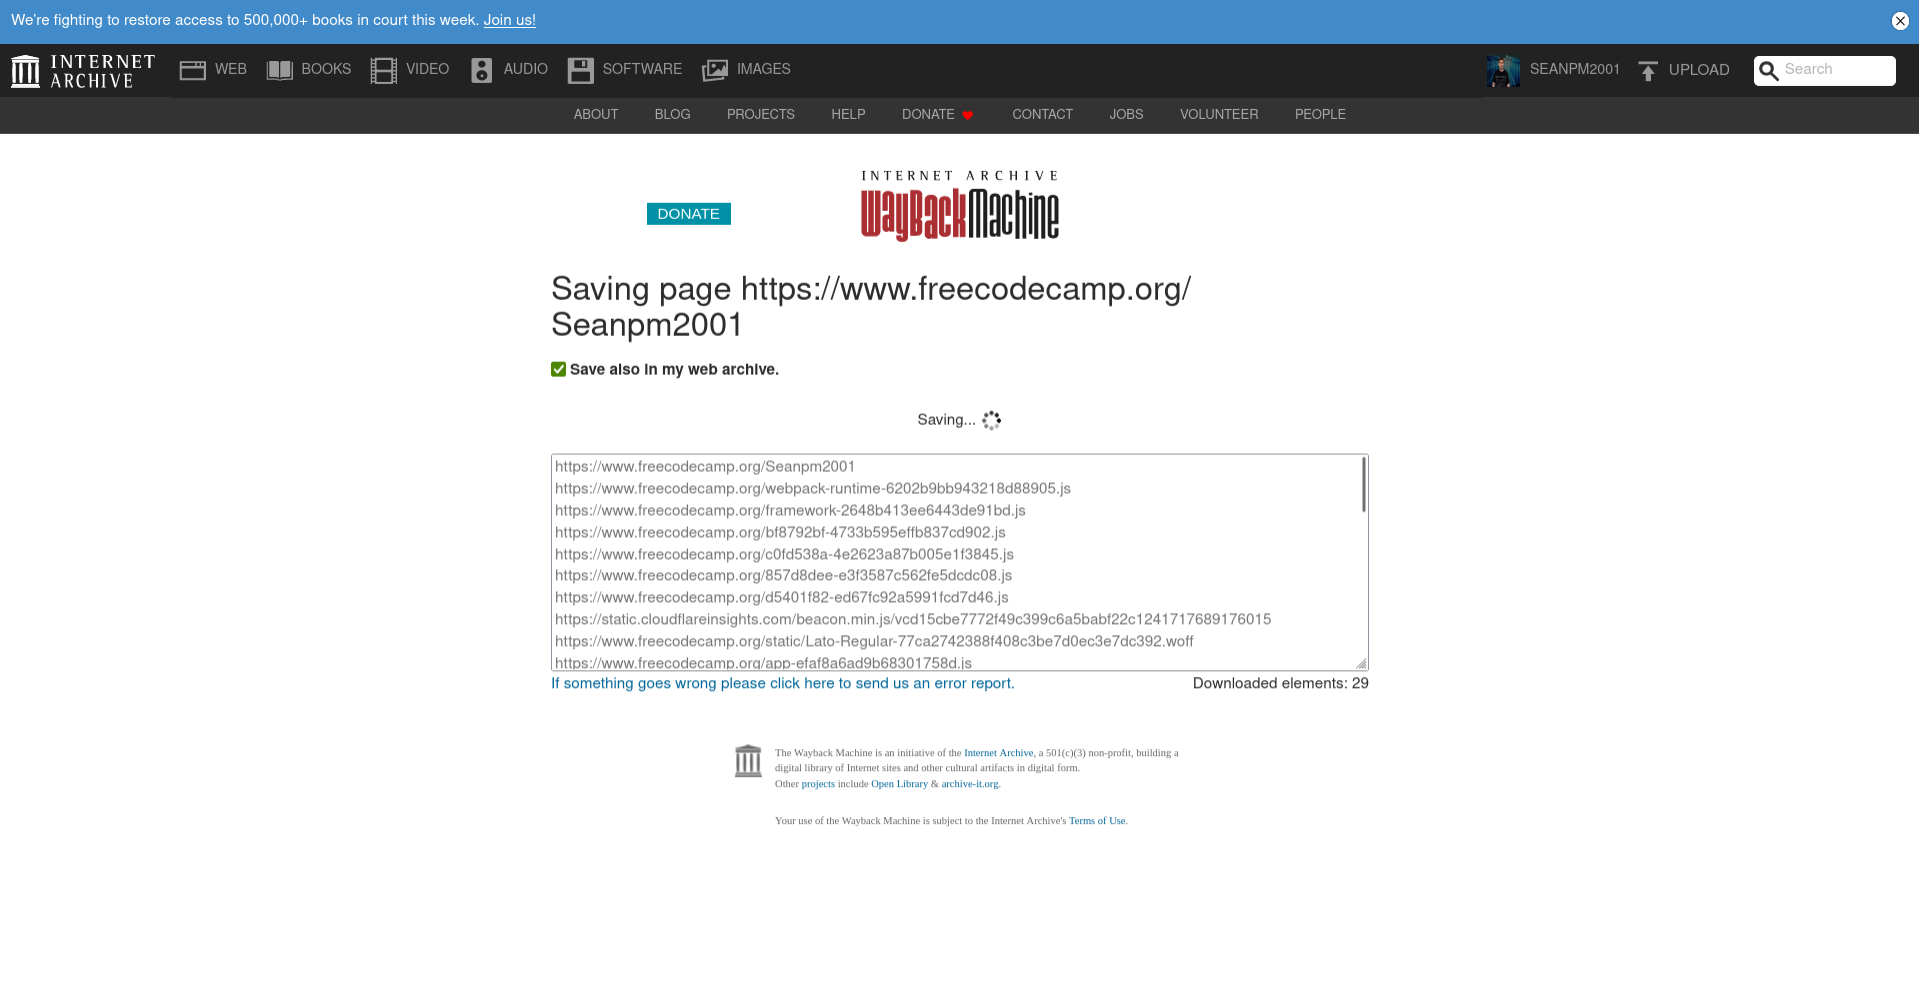 We're fighting to restore access to 500,000+ books in court this week. Join us!
INTERNET ARCHIVE
WEB BOOKS VIDEO AUDIO SOFTWARE IMAGES SEANPM2001 UPLOAD Search
ABOUT BLOG PROJECTS HELP DONATE CONTACT JOBS VOLUNTEER PEOPLE
INTERNET ARCHIVE
WayBackMachine
DONATE
Saving page https://www.freecodecamp.org/
Seanpm2001
Save also in my web archive.
Saving...
https://www.freecodecamp.org/Seanpm2001
https://www.freecodecamp.org/webpack-runtime-6202b9bb943218d88905.js
https://www.freecodecamp.org/framework-2648b413ee6443de91bd.js
https://www.freecodecamp.org/bf8792bf-4733b595effb837cd902.js
https://www.freecodecamp.org/c0fd538a-4e2623a87b005e1f3845.js
https://www.freecodecamp.org/857d8dee-e3f3587c562fe5dcdc08.js
https://www.freecodecamp.org/d5401f82-ed67fc92a5991fcd7d46.js
https://static.cloudflareinsights.com/beacon.min.js/vcd15cbe7772f49c399c6a5babf22c1241717689176015
https://www.freecodecamp.org/static/Lato-Regular-77ca2742388f408c3be7d0ec3e7dc392.woff
https://www.freecodecamp.org/app-efaf8a6ad9b68301758d.js
If something goes wrong please click here to send us an error report. Downloaded elements: 29
The Wayback Machine is an initiative of the Internet Archive, a 501(c)(3) non-profit, building a
digital library of Internet sites and other cultural artifacts in digital form.
Other projects include Open Library & archive-it.org.
Your use of the Wayback Machine is subject to the Internet Archive's Terms of Use.